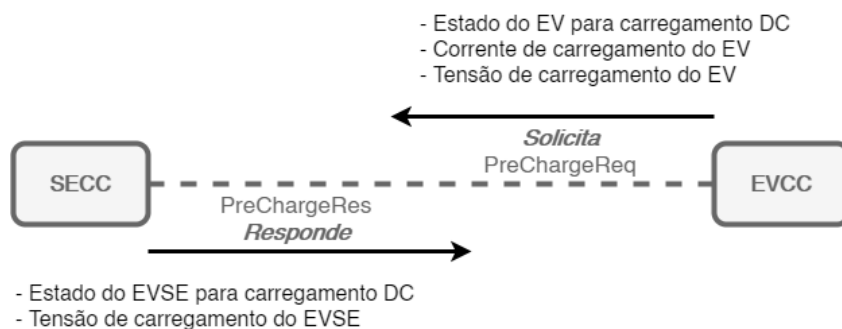 - Estado do EV para carregamento DC
- Corrente de carregamento do EV
- Tensão de carregamento do EV
Solicita
SECC
PreChargeReq
EVCC
PreChargeRes
Responde
- Estado do EVSE para carregamento DC
- Tensão de carregamento do EVSE